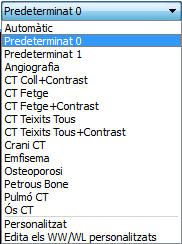 Predeterminat 0
Automàtic
Predeterminat 0
Predeterminat 1
Angiografia
CT Coll+Contrast
CT Fetge
CT Fetge+Contrast
CT Teixits Tous
CT Teixits Tous+Contrast
Crani CT
Emfisema
Osteoporosi
Petrous Bone
Pulmó CT
Ós CT
Personalitzat
Edita els WW/WL personalitzats